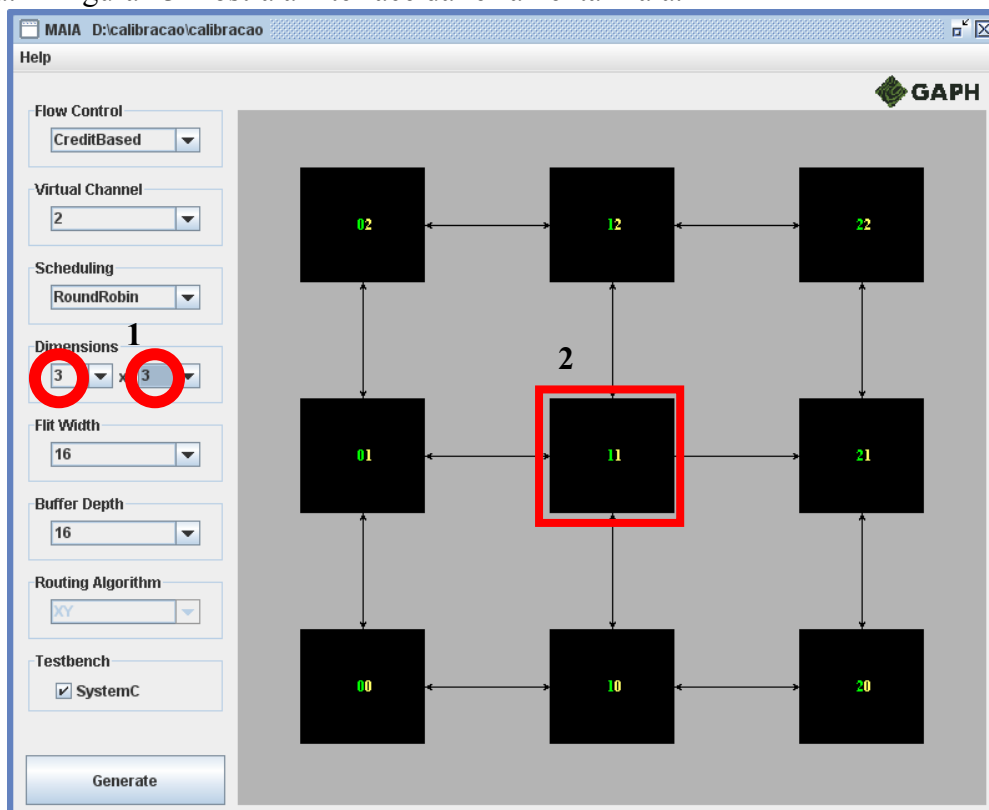 MAIA D:\calibracao\calibracao
Help
GAPH
Flow Control
CreditBased
Virtual Channel
2
Scheduling
RoundRobin
1
Dimensions
3 x 3
Flit Width
16
Buffer Depth
16
Routing Algorithm
XY
Testbench
SystemC
Generate
02 12 22
2
01 11 21
00 10 20